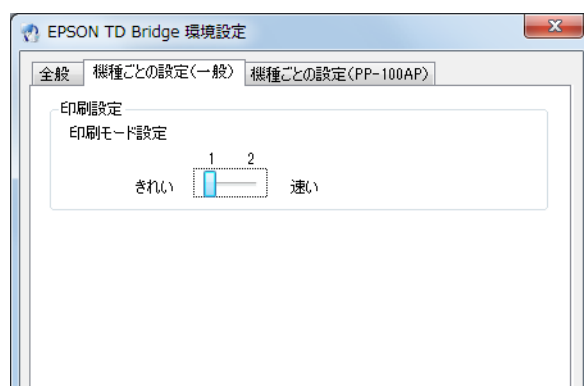 EPSON TD Bridge 環境設定
全般 機種ごとの設定(一般) 機種ごとの設定(PP-100AP)
印刷設定
印刷モード設定
1 2
きれい 速い